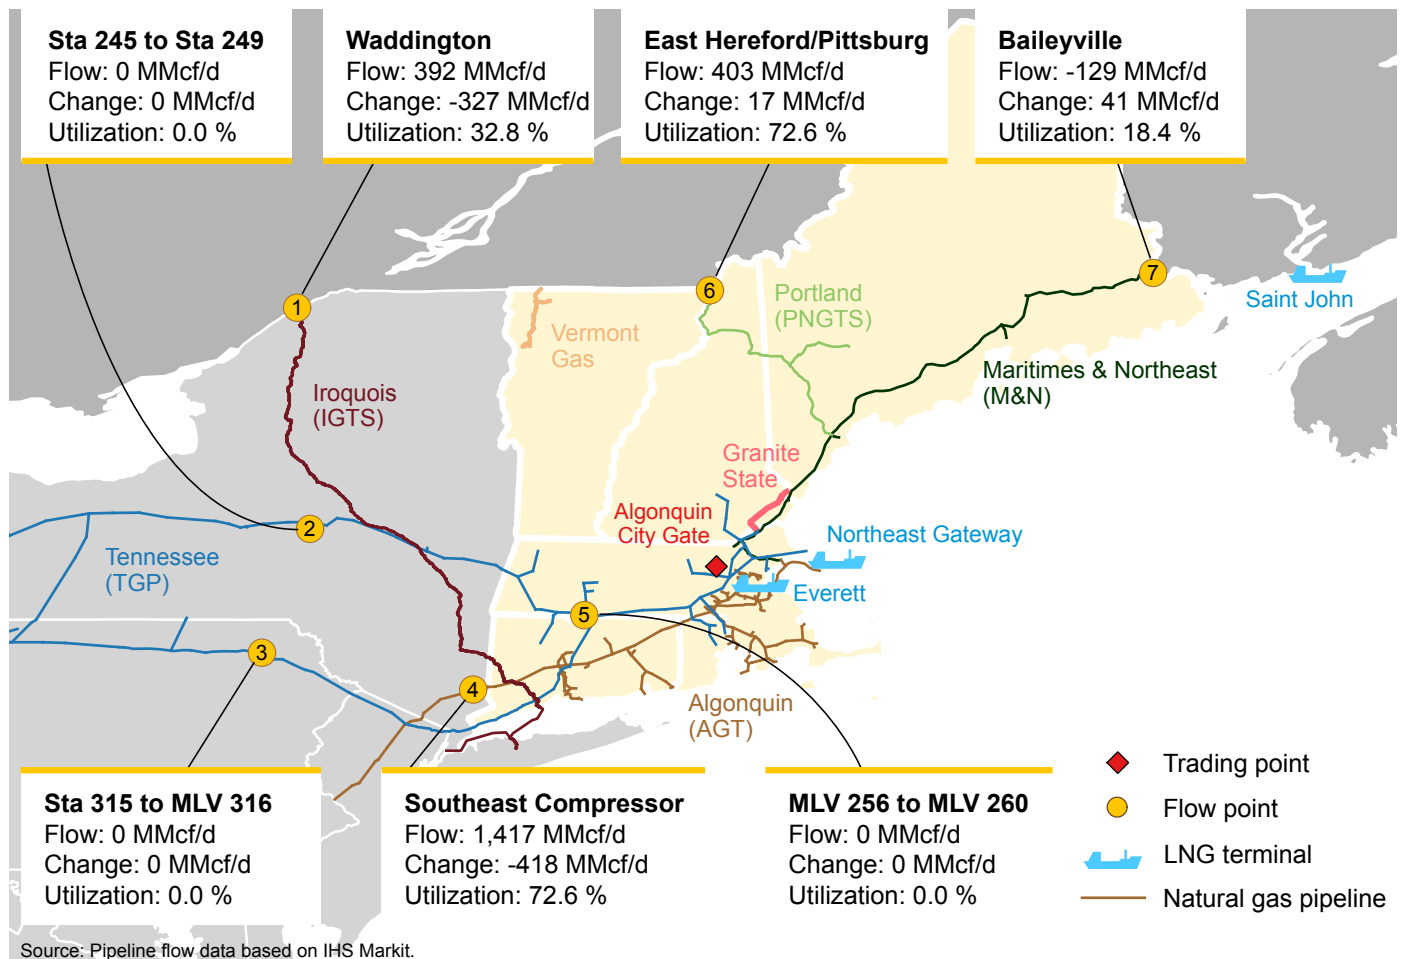 Sta 245 to Sta 249
Flow: 0 MMcf/d
Change: 0 MMcf/d
Utilization: 0.0 %
Waddington
Flow: 392 MMcf/d
Change: -327 MMcf/d
Utilization: 32.8 %
East Hereford/Pittsburg
Flow: 403 MMcf/d
Change: 17 MMcf/d
Utilization: 72.6 %
Baileyville
Flow: -129 MMcf/d
Change: 41 MMcf/d
Utilization: 18.4 %
1
6
7
Portland
(PNGTS)
Saint John
Vermont
Gas
Iroquois
(IGTS)
Maritimes & Northeast
(M&N)
Granite
State
Algonquin
City Gate
2
Northeast Gateway
Tennessee
(TGP)
Everett
5
3
4
Algonquin
(AGT)
Sta 315 to MLV 316
Flow: 0 MMcf/d
Change: 0 MMcf/d
Utilization: 0.0 %
Southeast Compressor
Flow: 1,417 MMcf/d
Change: -418 MMcf/d
Utilization: 72.6 %
MLV 256 to MLV 260
Flow: 0 MMcf/d
Change: 0 MMcf/d
Utilization: 0.0 %
Trading point
Flow point
LNG terminal
Natural gas pipeline
Source: Pipeline flow data based on IHS Markit.